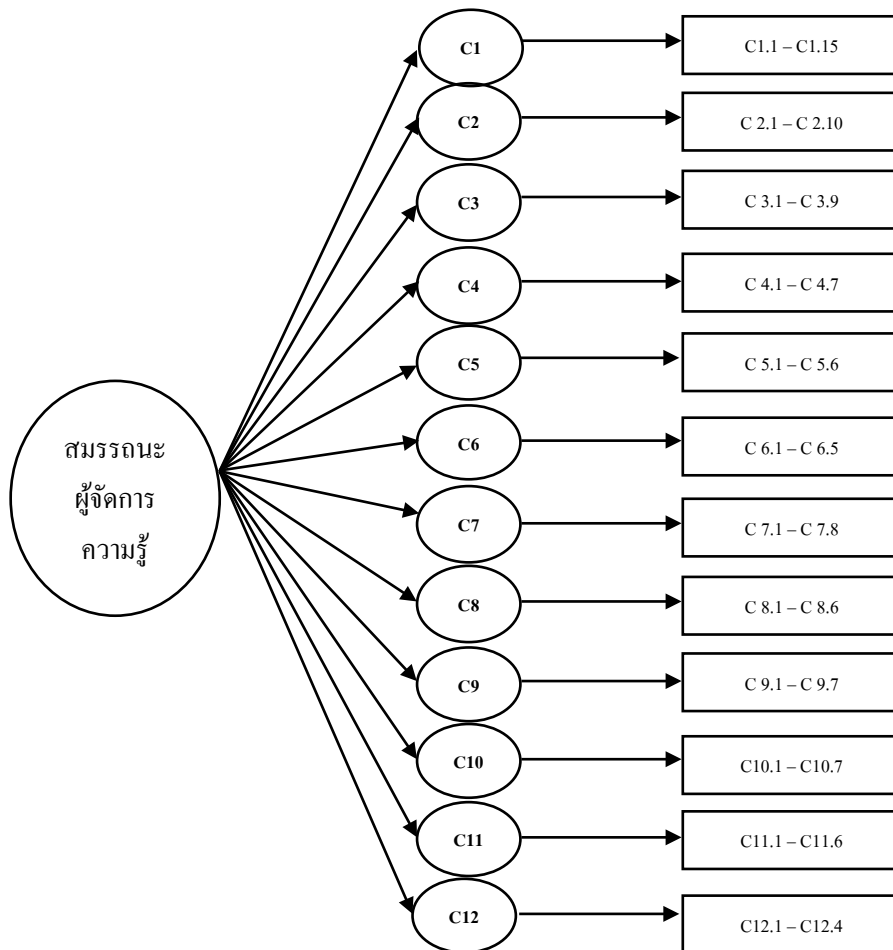 C1
C1.1 – C1.15
C2
C 2.1 – C 2.10
C3
C 3.1 – C 3.9
C4
C 4.1 – C 4.7
C5
C 5.1 – C 5.6
สมรรถนะ
ผู้จัดการ
ความรู้
C6
C 6.1 – C 6.5
C7
C 7.1 – C 7.8
C8
C 8.1 – C 8.6
C9
C 9.1 – C 9.7
C10
C10.1 – C10.7
C11
C11.1 – C11.6
C12
C12.1 – C12.4